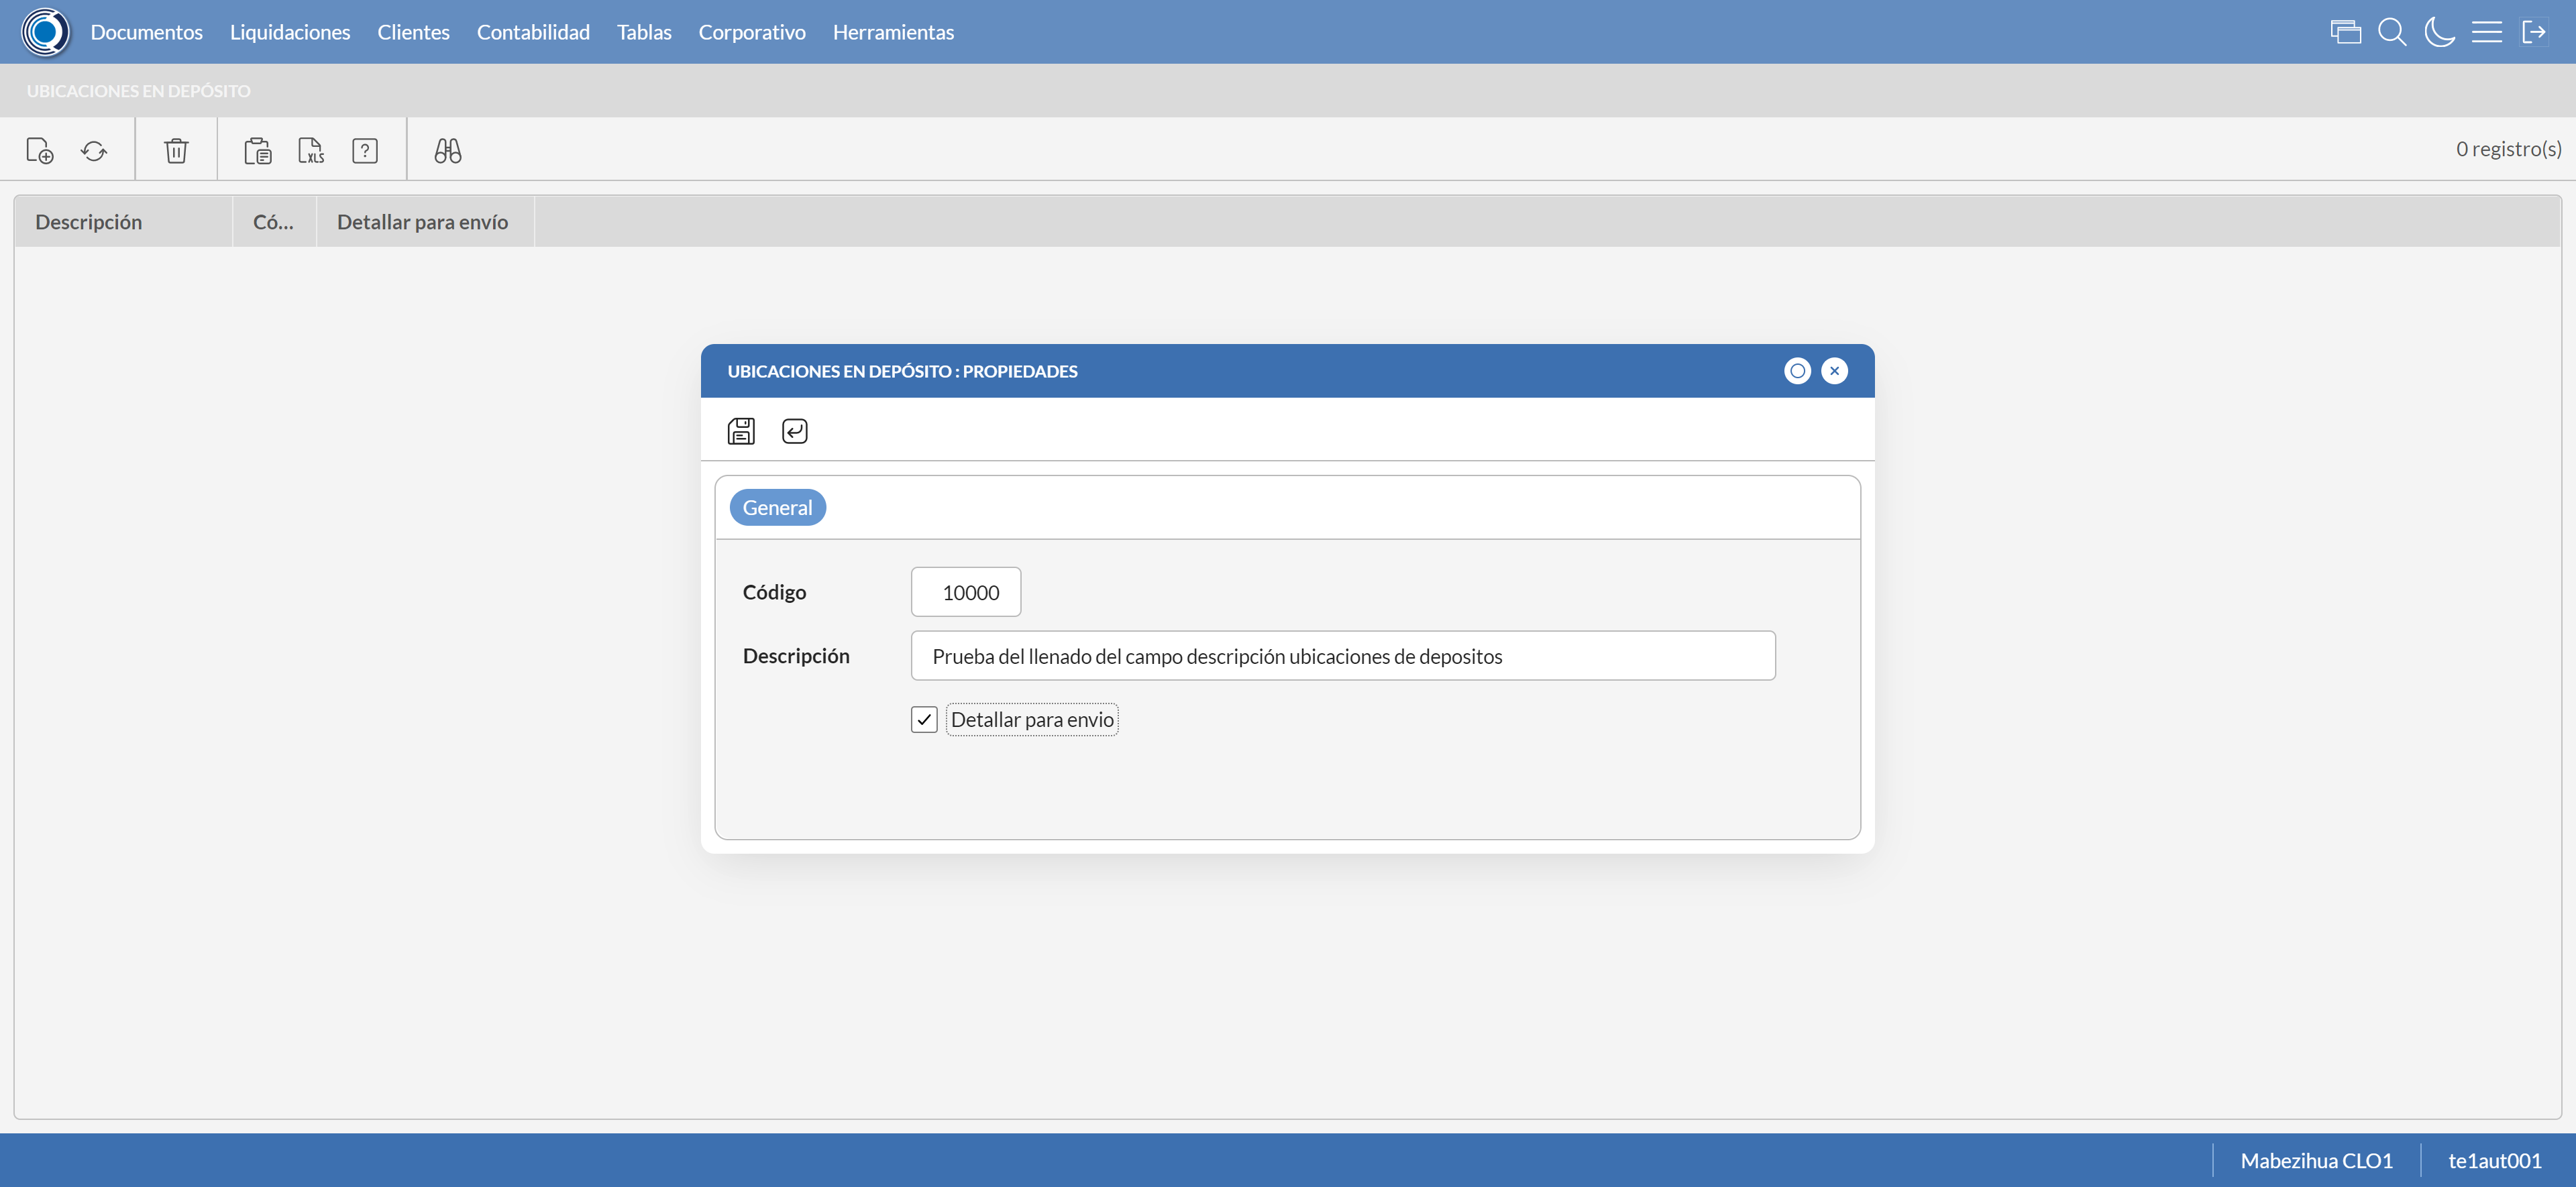 Documentos Liquidaciones Clientes Contabilidad Tablas Corporativo Herramientas
UBICACIONES EN DEPÓSITO
XLS ? 0 registro(s)
Descripción Có... Detallar para envío
UBICACIONES EN DEPÓSITO : PROPIEDADES
General
Código 10000
Descripción Prueba del llenado del campo descripción ubicaciones de depositos
Detallar para envio
Mabezihua CLO1 te1aut001